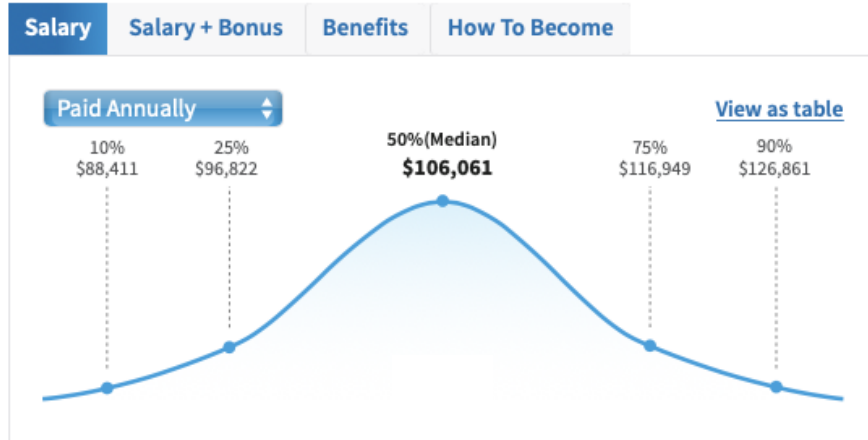 Salary Salary + Bonus Benefits How To Become
Paid Annually View as table
10% 25% 50%(Median) 75% 90%
$88,411 $96,822 $106,061 $116,949 $126,861